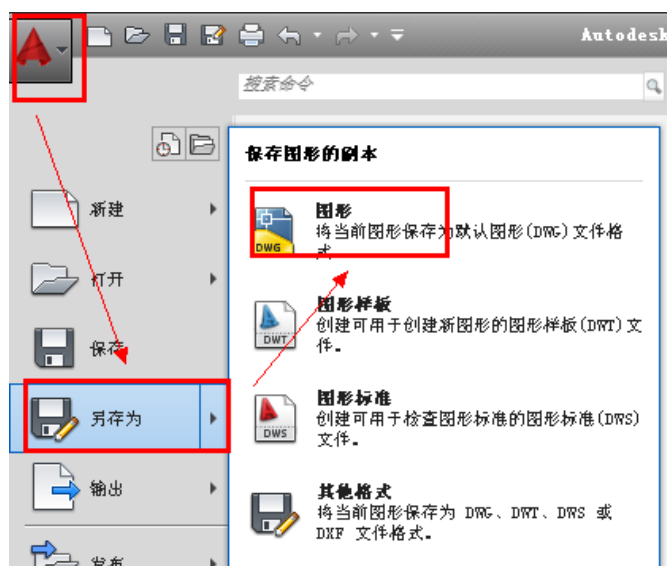 Autodesk
搜索命令
保存图形的副本
新建
图形
将当前图形保存为默认图形(DWG)文件格
式。
DWG
打开
图形样板
创建可用于创建新图形的图形样板(DWT)文
件。
DWT
保存
图形标准
创建可用于检查图形标准的图形标准(DWS)
文件。
DWS
另存为
输出
其他格式
将当前图形保存为 DWG、DWT、DWS 或
DXF 文件格式。
发布